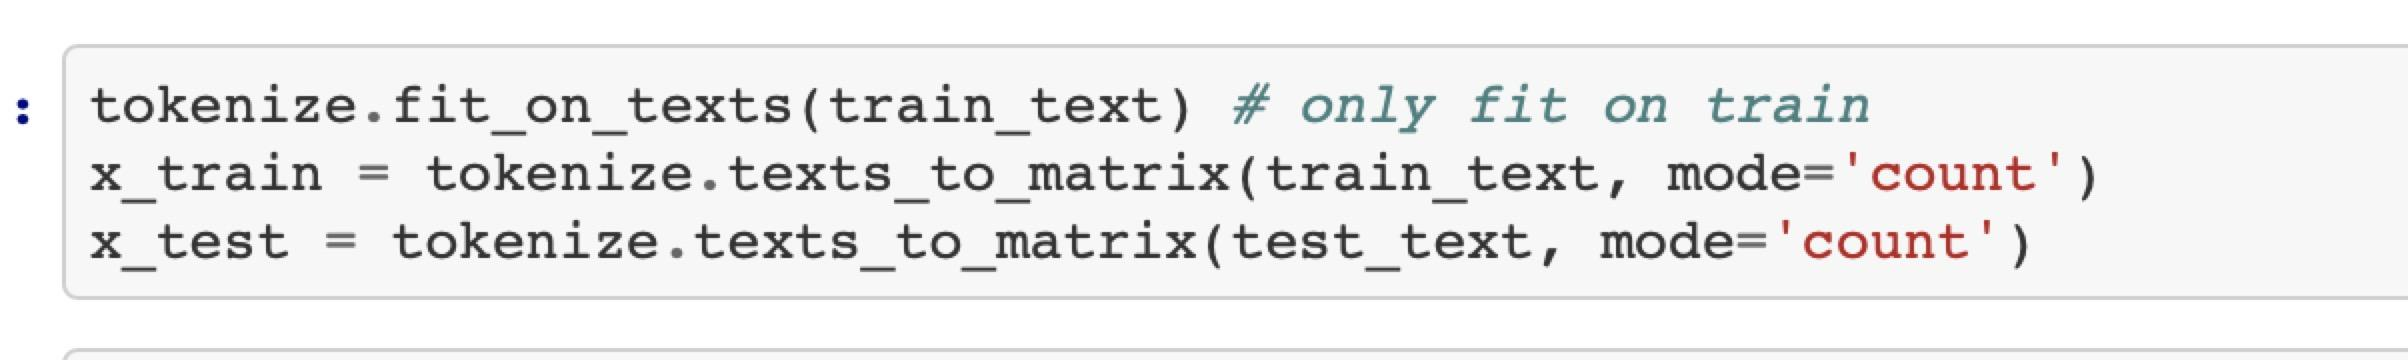 :
tokenize.fit_on_texts(train_text) # only fit on train
x_train = tokenize.texts_to_matrix(train_text, mode='count')
x_test = tokenize.texts_to_matrix(test_text, mode='count')